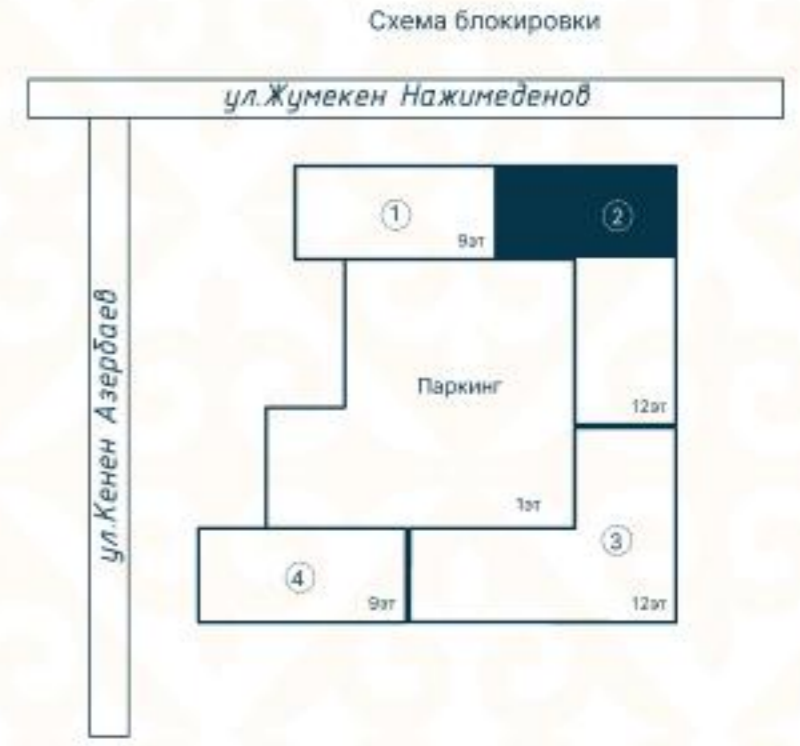 Схема блокировки
ул.Жумекен Нажимеденов
1
9эт
2
ул.Кенен Азербаев
Паркинг
12эт
1эт
3
4
9эт
12эт